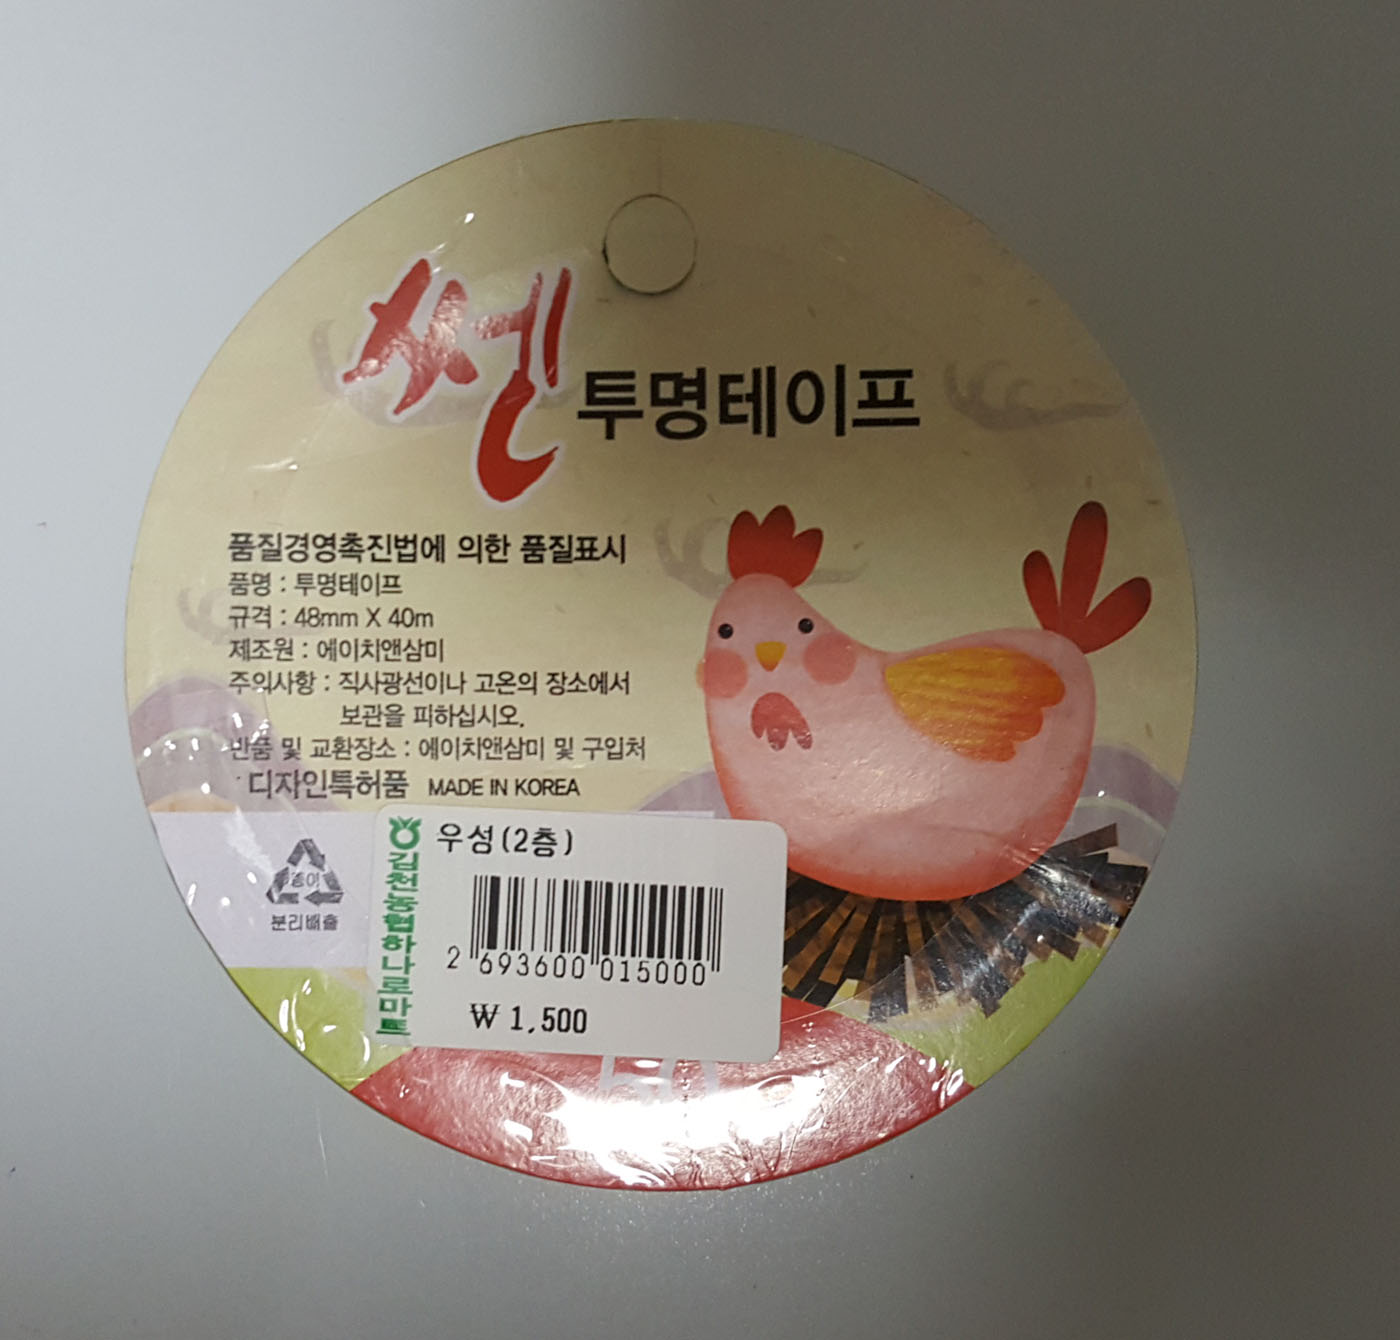 쎈
투명테이프
품질경영촉진법에 의한 품질표시
품명 : 투명테이프
규격 : 48mm X 40m
제조원 : 에이치앤삼미
주의사항 : 직사광선이나 고온의 장소에서
보관을 피하십시오.
반품 및 교환장소 : 에이치앤삼미 및 구입처
디자인특허품 MADE IN KOREA
종이
분리배출
김천농협하나로마트
우성(2층)
2 693600 015000
₩ 1,500